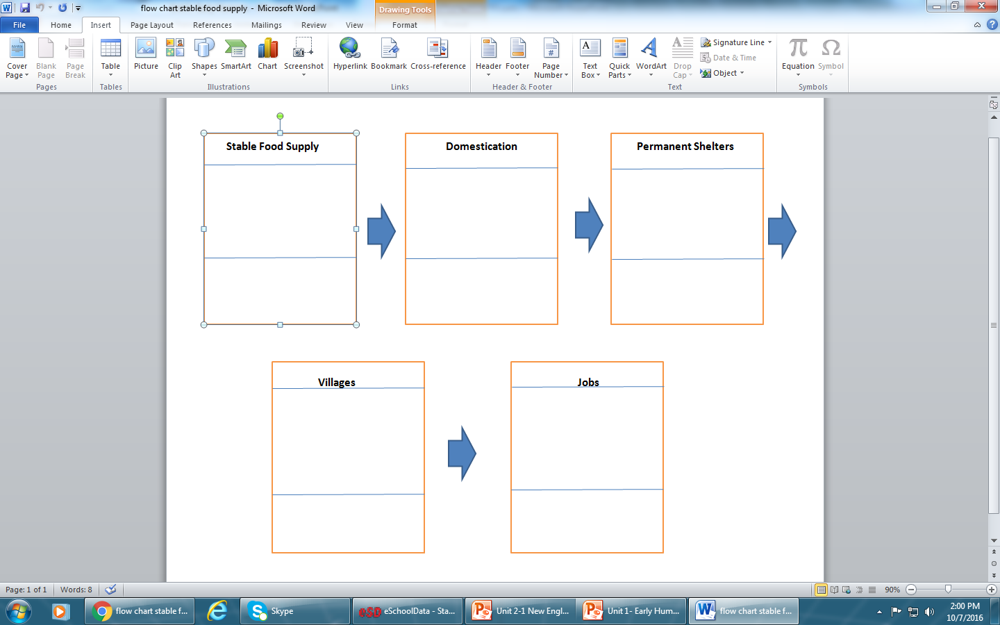 flow chart stable food supply - Microsoft Word
Drawing Tools
File Home Insert Page Layout References Mailings Review View Format
Cover Page
Blank Page
Page Break
Table
Picture
Clip Art
Shapes
SmartArt
Chart
Screenshot
Hyperlink
Bookmark
Cross-reference
Header
Footer
Page Number
Text Box
Quick Parts
WordArt
Drop Cap
Signature Line
Date & Time
Object
Equation
Symbol
Pages Tables Illustrations Links Header & Footer Text Symbols
Stable Food Supply
Domestication
Permanent Shelters
Villages
Jobs
Page: 1 of 1 Words: 8 90%
flow chart stable f...
Skype
eSD eSchoolData - Sta...
Unit 2-1 New Engl...
Unit 1- Early Hum...
flow chart stable f...
2:00 PM
10/7/2016